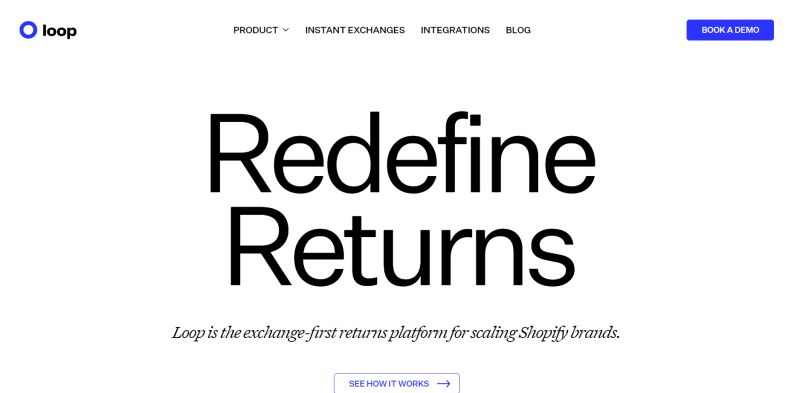 loop
PRODUCT INSTANT EXCHANGES INTEGRATIONS BLOG
BOOK A DEMO
Redefine
Returns
Loop is the exchange-first returns platform for scaling Shopify brands.
SEE HOW IT WORKS